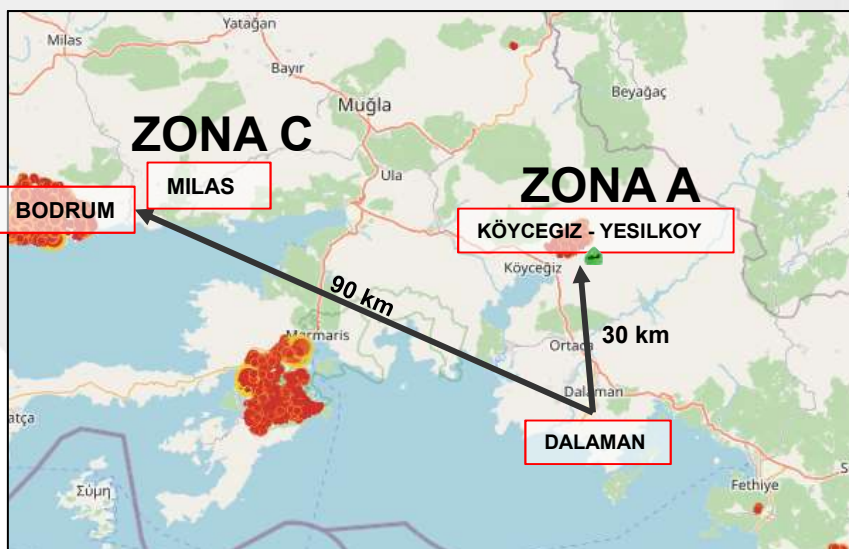 Yatağan
Milas
Bayır
Beyağaç
Muğla
ZONA C
Ula
ZONA A
MILAS
BODRUM
KÖYCEGIZ - YESILKOY
Köyceğiz
90 km
Marmaris
30 km
Ortaca
Dalaman
atça
DALAMAN
Fethiye
Σύμη
S